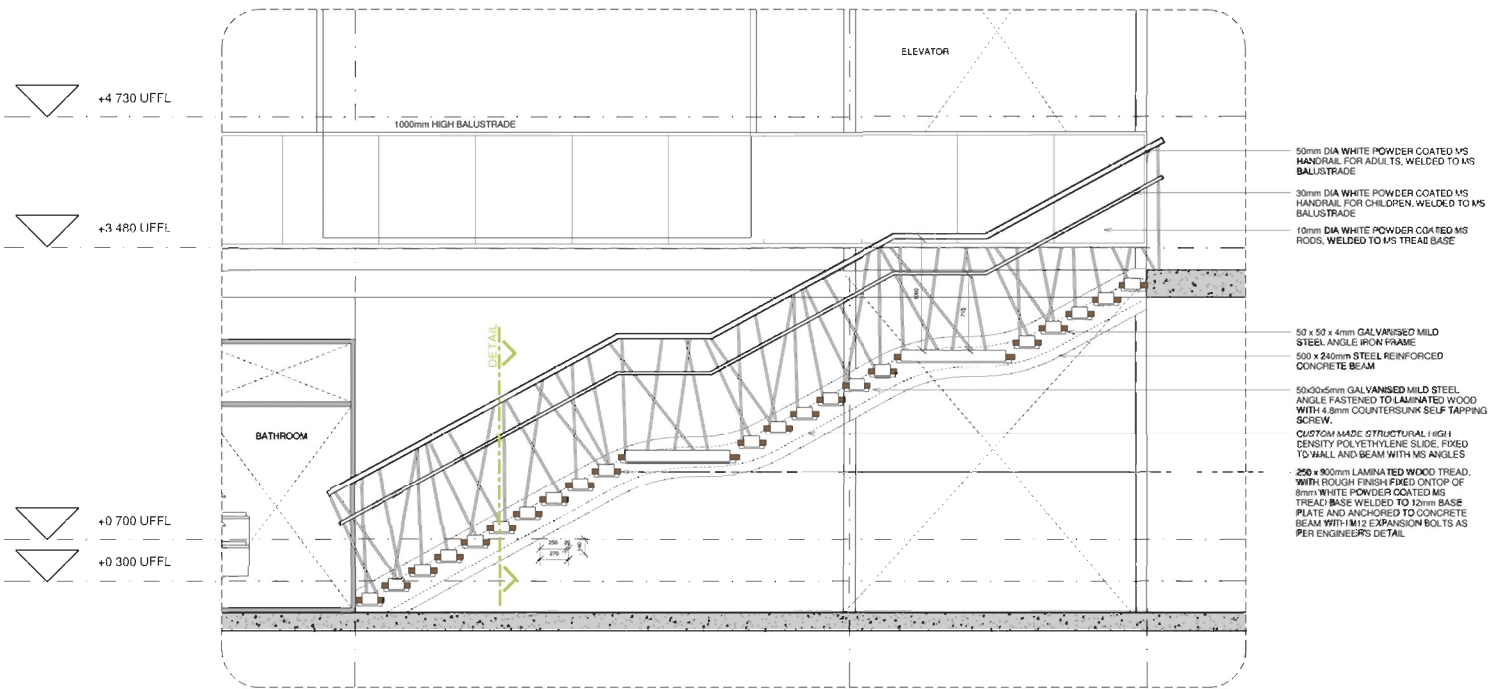 ELEVATOR
+4 730 UFFL
1000mm HIGH BALUSTRADE
50mm DIA WHITE POWDER COATED MS
HANDRAIL FOR ADULTS, WELDED TO MS
BALUSTRADE
30mm DIA WHITE POWDER COATED MS
HANDRAIL FOR CHILDREN, WELDED TO MS
BALUSTRADE
+3 480 UFFL
10mm DIA WHITE POWDER COATED MS
RODS, WELDED TO MS TREAD BASE
50 x 50 x 4mm GALVANISED MILD
STEEL ANGLE IRON FRAME
500 x 240mm STEEL REINFORCED
CONCRETE BEAM
DETAIL
50x30x5mm GALVANISED MILD STEEL
ANGLE FASTENED TO LAMINATED WOOD
WITH 4.8mm COUNTERSUNK SELF TAPPING
SCREW.
CUSTOM MADE STRUCTURAL HIGH
DENSITY POLYETHYLENE SLIDE, FIXED
TO WALL AND BEAM WITH MS ANGLES
BATHROOM
250 x 900mm LAMINATED WOOD TREAD,
WITH ROUGH FINISH FIXED ONTOP OF
8mm WHITE POWDER COATED MS
TREAD BASE WELDED TO 12mm BASE
PLATE AND ANCHORED TO CONCRETE
BEAM WITH M12 EXPANSION BOLTS AS
PER ENGINEER'S DETAIL
+0 700 UFFL
250 20
270
+0 300 UFFL